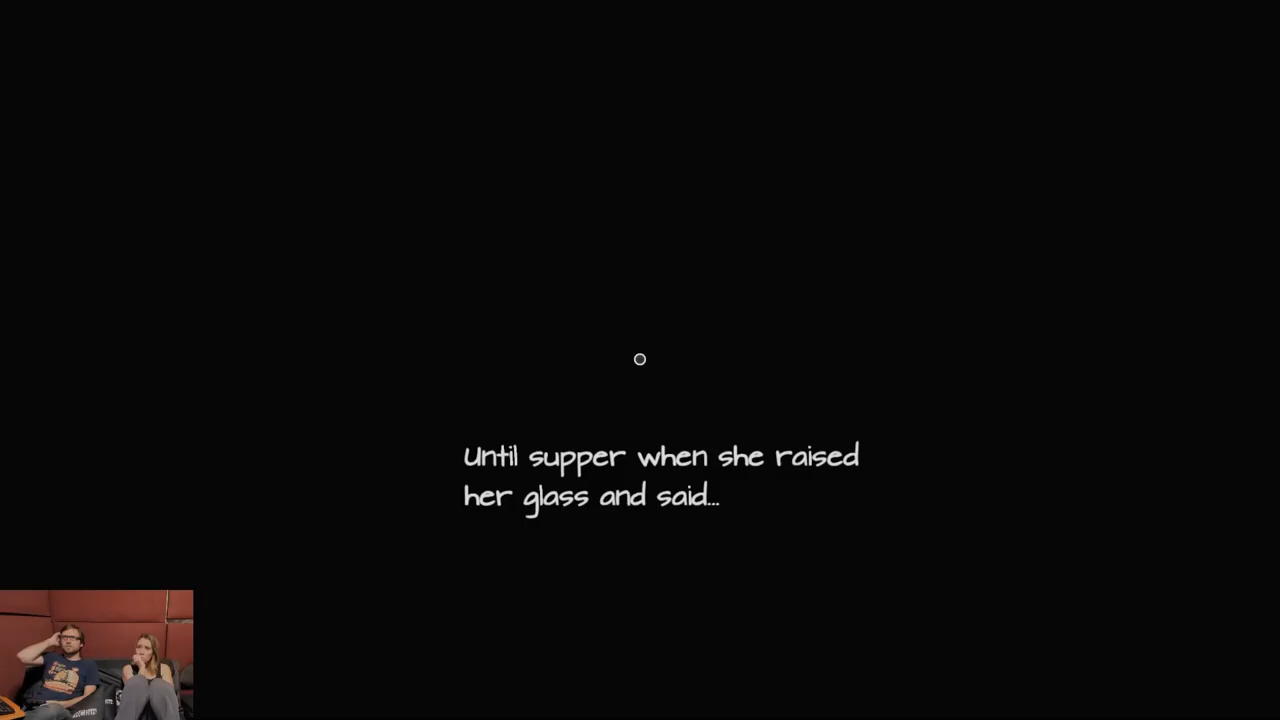 Until supper when she raised
her glass and said...